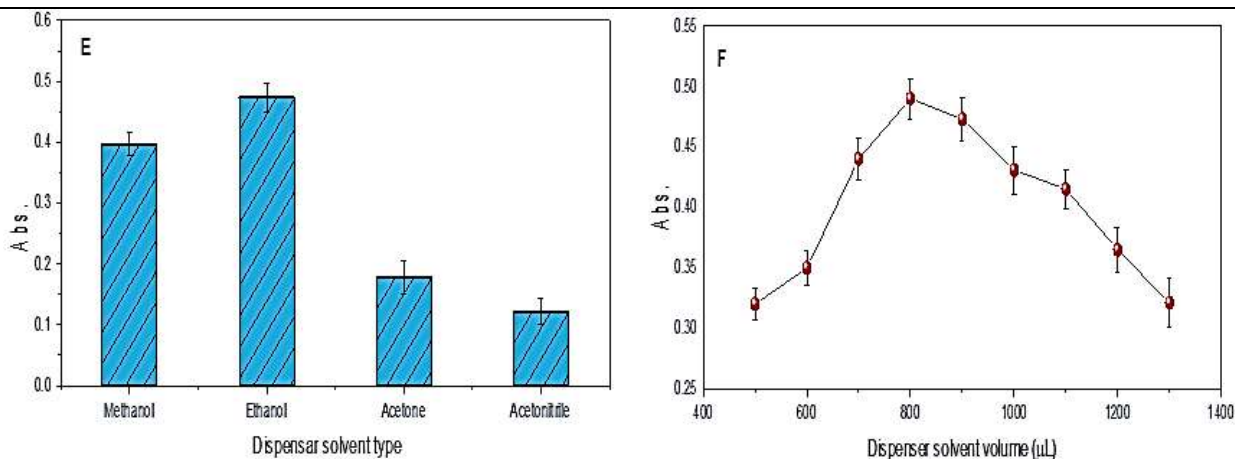 E
0.6
0.5
0.4
0.3
0.2
0.1
0.0
Abs.
Methanol Ethanol Acetone Acetonitrile
Dispensar solvent type
F
0.55
0.50
0.45
0.40
0.35
0.30
0.25
Abs.
400 600 800 1000 1200 1400
Dispenser solvent volume (µL)